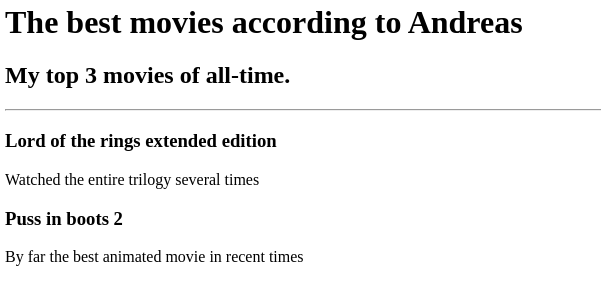 The best movies according to Andreas
My top 3 movies of all-time.
Lord of the rings extended edition
Watched the entire trilogy several times
Puss in boots 2
By far the best animated movie in recent times